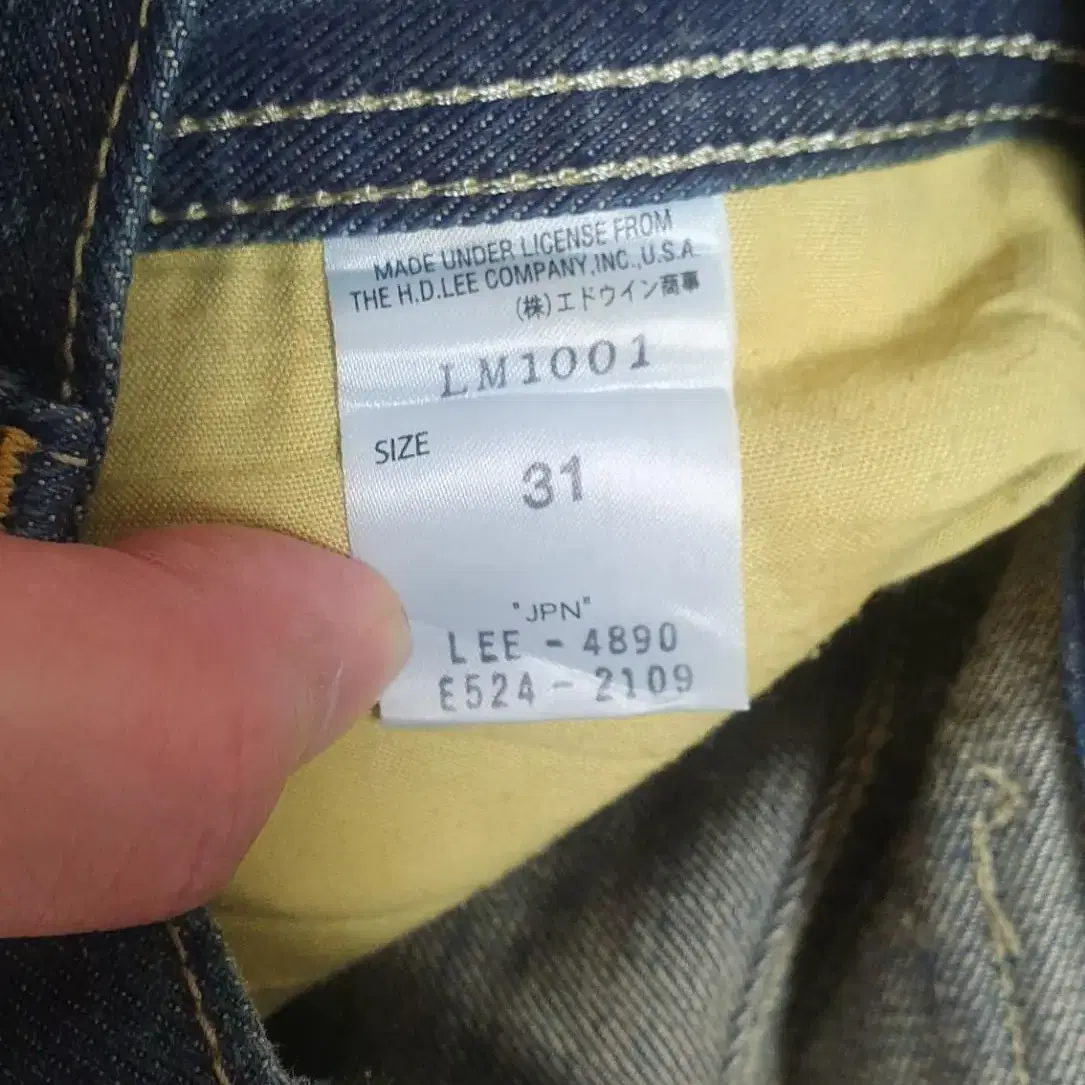 MADE UNDER LICENSE FROM
THE H.D.LEE COMPANY,INC.,U.S.A
(株)エドウイン商事
LM1001
SIZE
31
"JPN"
LEE - 4890
E524 - 2109